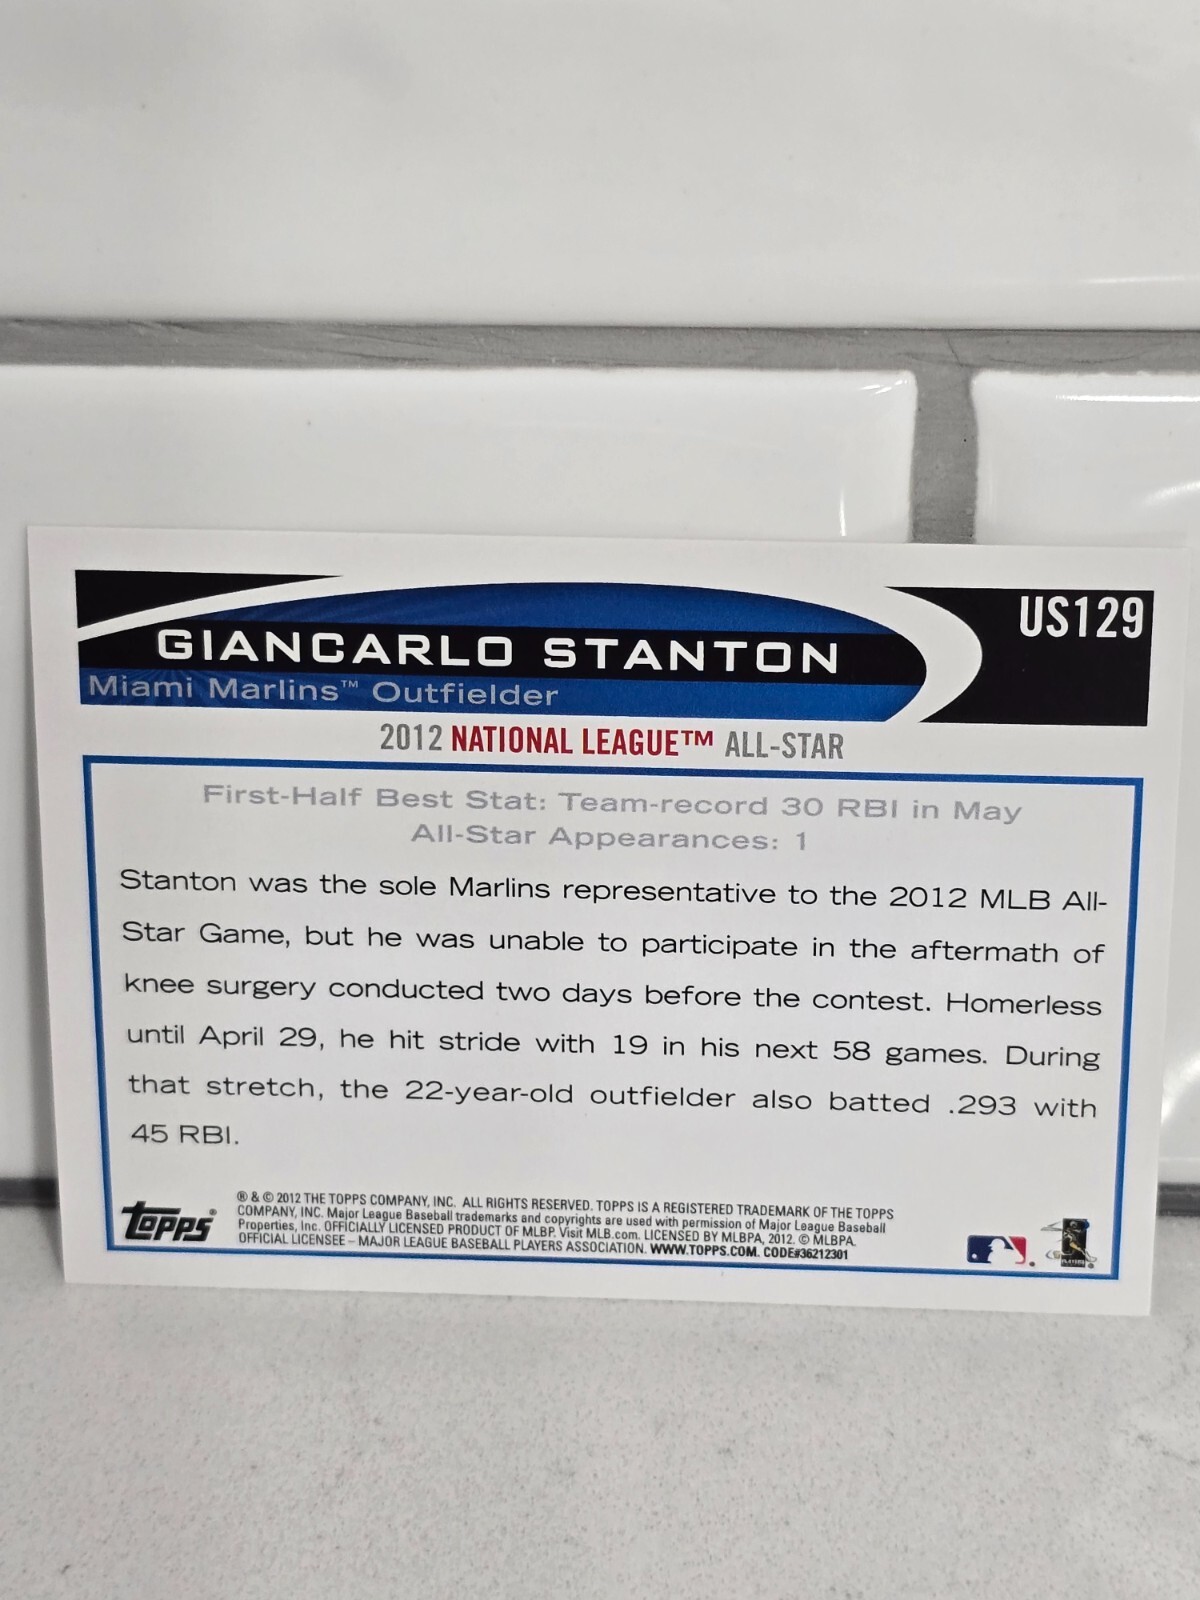 US129
GIANCARLO STANTON
Miami Marlins™ Outfielder
2012 NATIONAL LEAGUE™ ALL-STAR
First-Half Best Stat: Team-record 30 RBI in May
All-Star Appearances: 1
Stanton was the sole Marlins representative to the 2012 MLB All-
Star Game, but he was unable to participate in the aftermath of
knee surgery conducted two days before the contest. Homerless
until April 29, he hit stride with 19 in his next 58 games. During
that stretch, the 22-year-old outfielder also batted .293 with
45 RBI.
topps®
® & © 2012 THE TOPPS COMPANY, INC. ALL RIGHTS RESERVED. TOPPS IS A REGISTERED TRADEMARK OF THE TOPPS
COMPANY, INC. Major League Baseball trademarks and copyrights are used with permission of Major League Baseball
Properties, Inc. OFFICIALLY LICENSED PRODUCT OF MLBP. Visit MLB.com. LICENSED BY MLBPA, 2012. © MLBPA.
OFFICIAL LICENSEE – MAJOR LEAGUE BASEBALL PLAYERS ASSOCIATION. WWW.TOPPS.COM. CODE#36212301